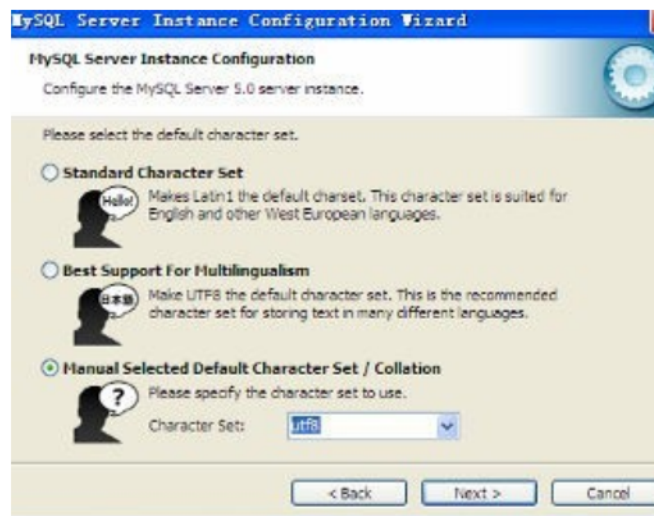 MySQL Server Instance Configuration Wizard
MySQL Server Instance Configuration
Configure the MySQL Server 5.0 server instance.
Please select the default character set.
Standard Character Set
Hello!
Makes Latin1 the default charset. This character set is suited for
English and other West European languages.
Best Support For Multilingualism
日本語
Make UTF8 the default character set. This is the recommended
character set for storing text in many different languages.
Manual Selected Default Character Set / Collation
?
Please specify the character set to use.
Character Set:
utf8
< Back
Next >
Cancel